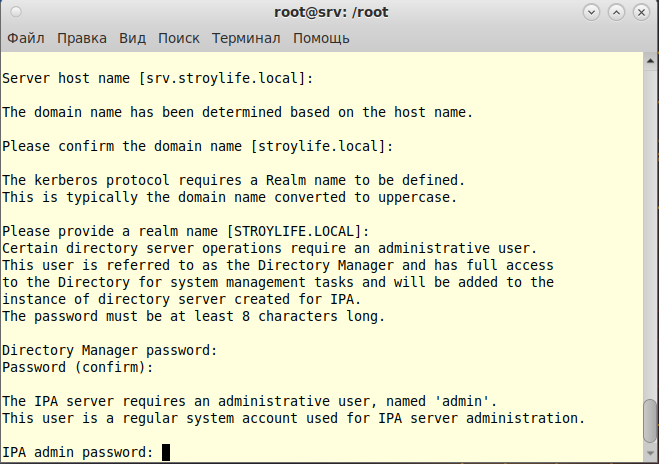 root@srv: /root
Файл Правка Вид Поиск Терминал Помощь
Server host name [srv.stroylife.local]:
The domain name has been determined based on the host name.
Please confirm the domain name [stroylife.local]:
The kerberos protocol requires a Realm name to be defined.
This is typically the domain name converted to uppercase.
Please provide a realm name [STROYLIFE.LOCAL]:
Certain directory server operations require an administrative user.
This user is referred to as the Directory Manager and has full access
to the Directory for system management tasks and will be added to the
instance of directory server created for IPA.
The password must be at least 8 characters long.
Directory Manager password:
Password (confirm):
The IPA server requires an administrative user, named 'admin'.
This user is a regular system account used for IPA server administration.
IPA admin password: